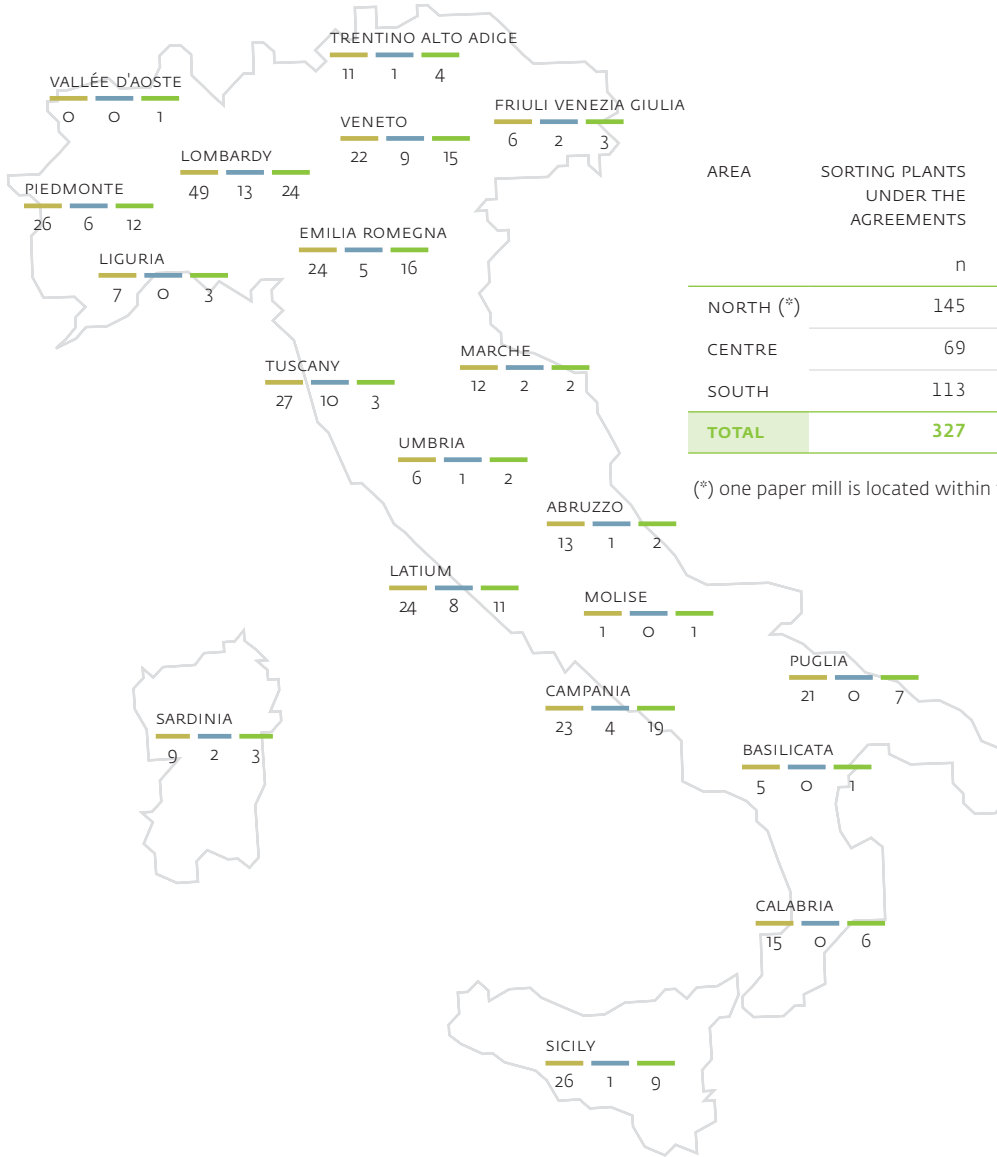 TRENTINO ALTO ADIGE
11 1 4
VALLÉE D'AOSTE
0 0 1
FRIULI VENEZIA GIULIA
6 2 3
VENETO
22 9 15
LOMBARDY
49 13 24
PIEDMONTE
26 6 12
EMILIA ROMEGNA
24 5 16
LIGURIA
7 0 3
TUSCANY
27 10 3
MARCHE
12 2 2
UMBRIA
6 1 2
ABRUZZO
13 1 2
LATIUM
24 8 11
MOLISE
1 0 1
PUGLIA
21 0 7
CAMPANIA
23 4 19
SARDINIA
9 2 3
BASILICATA
5 0 1
CALABRIA
15 0 6
SICILY
26 1 9
AREA SORTING PLANTS
UNDER THE
AGREEMENTS
n
NORTH (*) 145
CENTRE 69
SOUTH 113
TOTAL 327
(*) one paper mill is located within